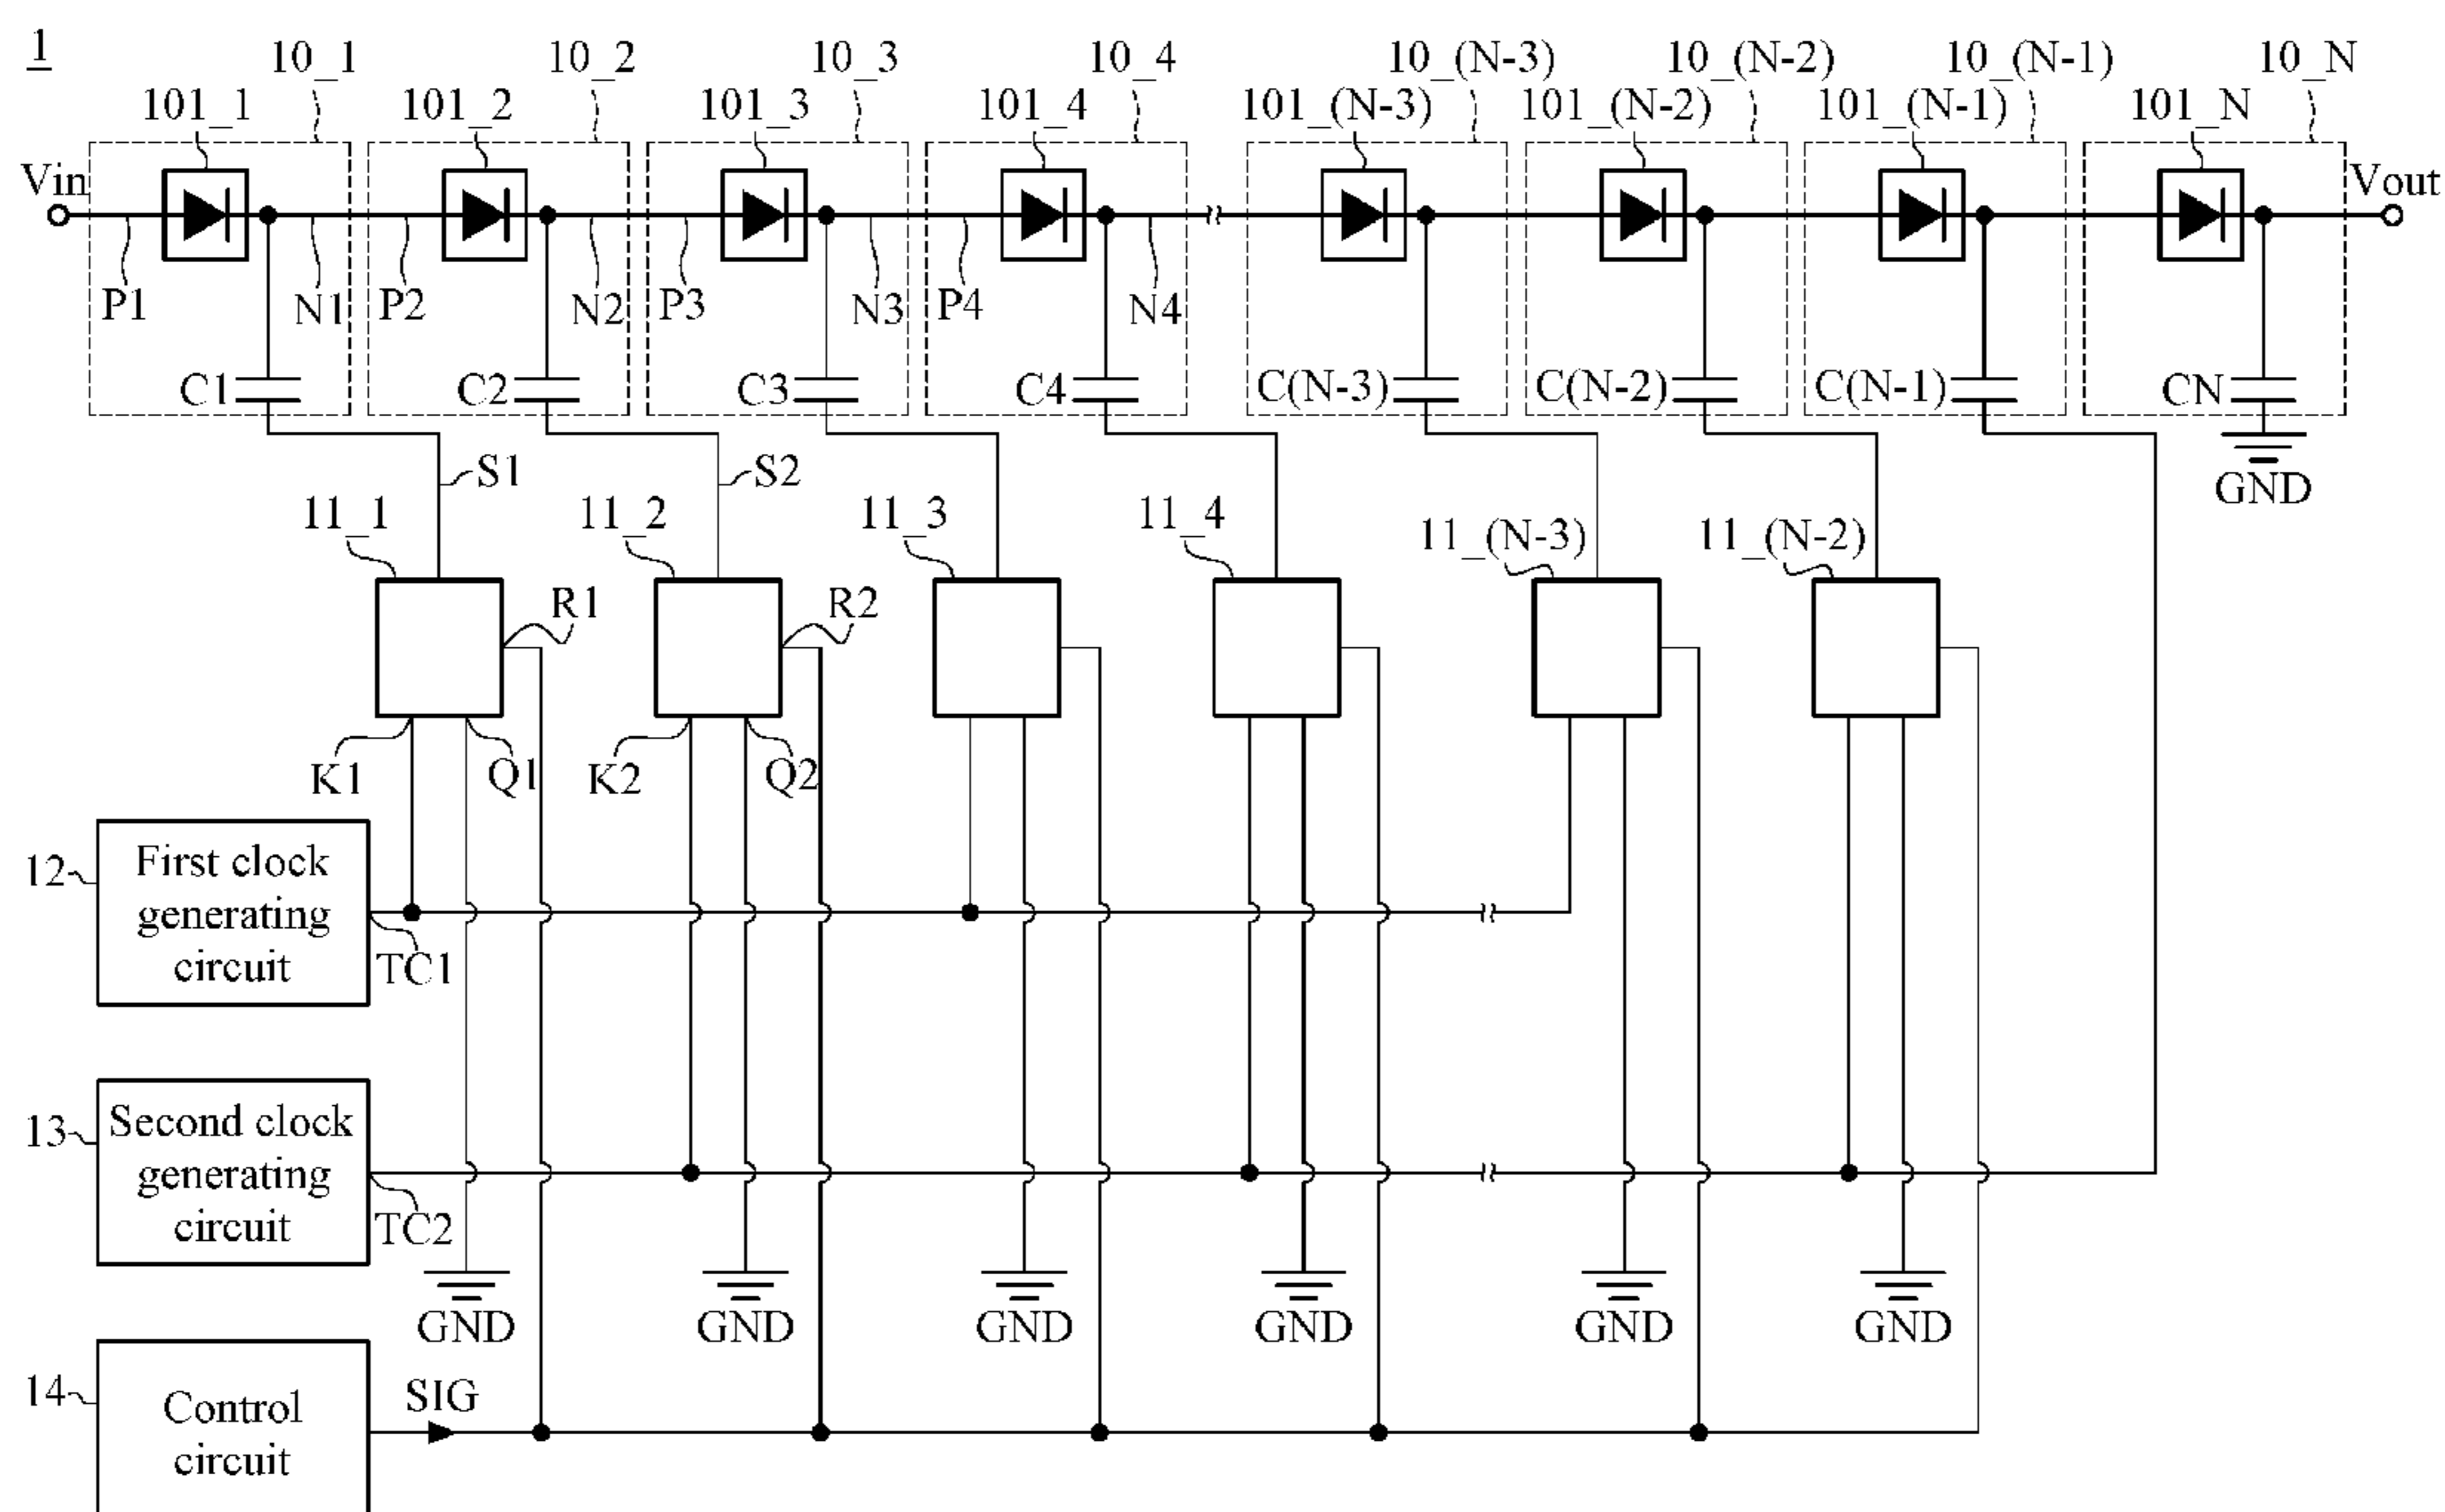 1
10_1 10_2 10_3 10_4 10_(N-3) 10_(N-2) 10_(N-1) 10_N
101_1 101_2 101_3 101_4 101_(N-3) 101_(N-2) 101_(N-1) 101_N
Vin Vout
P1 N1 P2 N2 P3 N3 P4 N4
C1 C2 C3 C4 C(N-3) C(N-2) C(N-1) CN
S1 S2 GND
11_1 11_2 11_3 11_4 11_(N-3) 11_(N-2)
R1 R2
K1 Q1 K2 Q2
12 First clock
generating
circuit
TC1
13 Second clock
generating
circuit
TC2
GND GND GND GND GND GND
14 Control
circuit
SIG